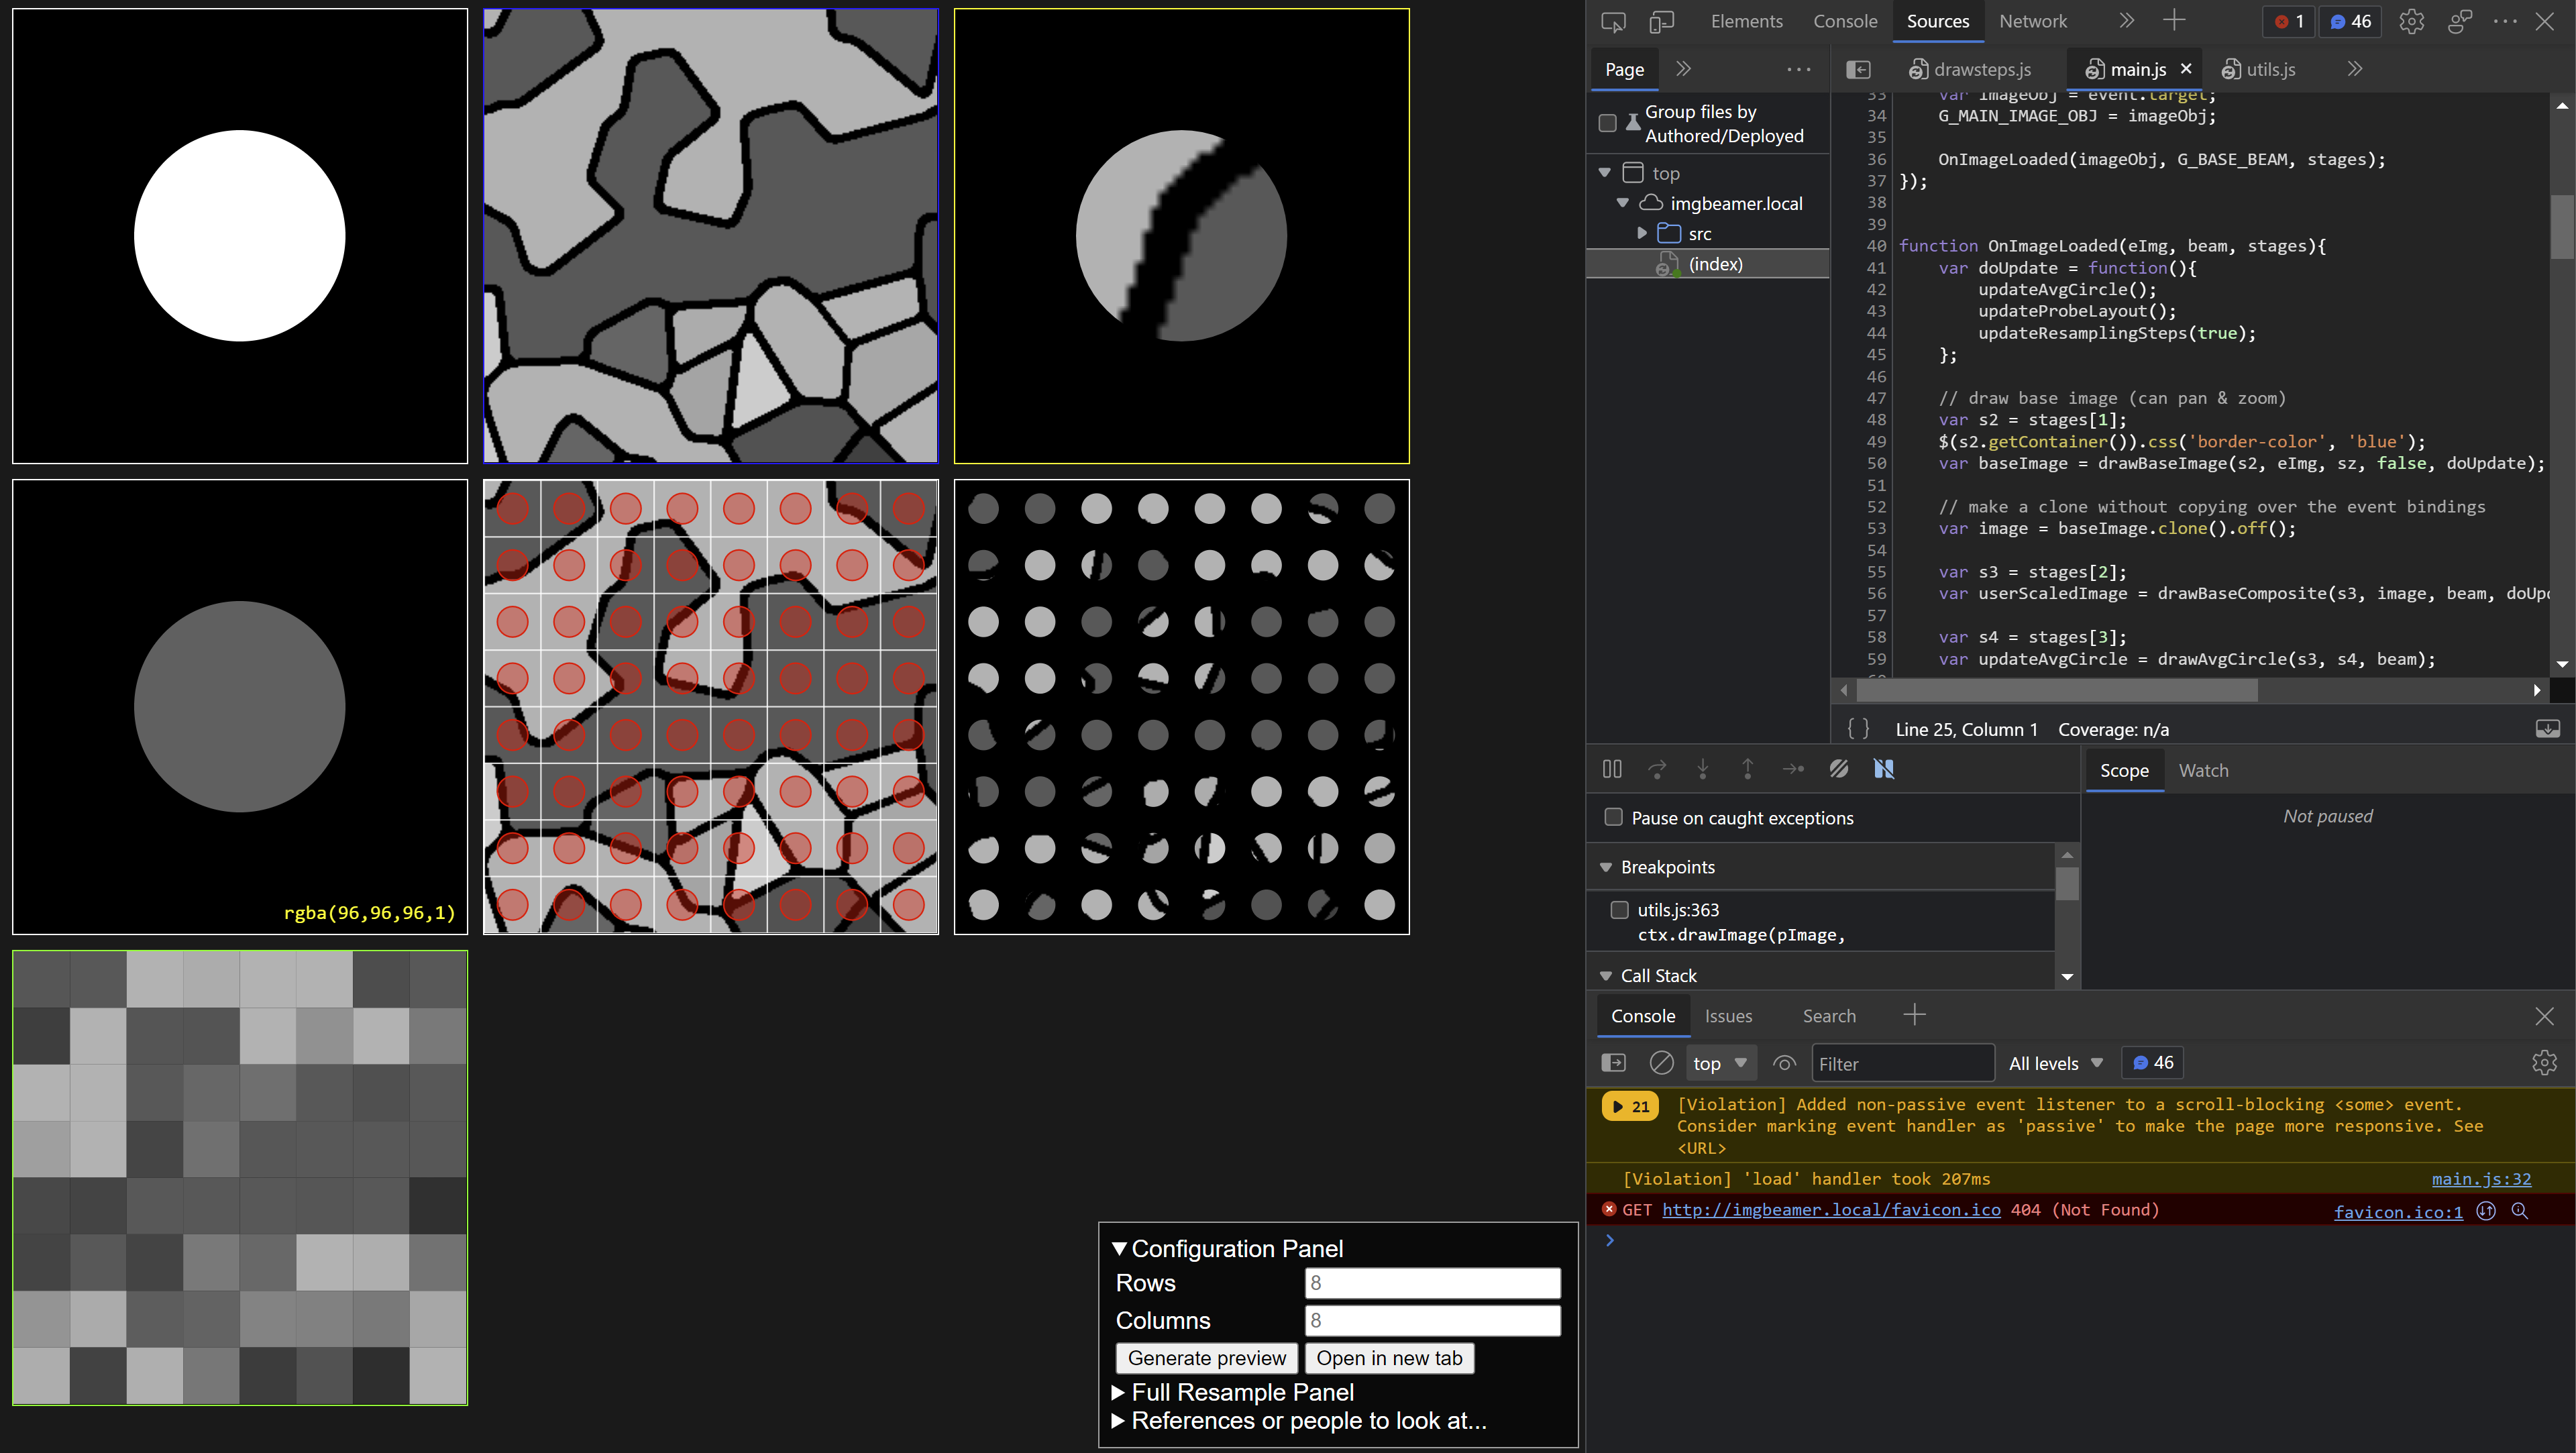 rgba(96,96,96,1)
▼Configuration Panel
Rows 8
Columns 8
Generate preview Open in new tab
▶ Full Resample Panel
▶ References or people to look at...
Elements Console Sources Network 1 46
Page
drawsteps.js main.js utils.js
Group files by
Authored/Deployed
top
imgbeamer.local
src
(index)
33 var imageObj = event.target;
34 G_MAIN_IMAGE_OBJ = imageObj;
35
36 OnImageLoaded(imageObj, G_BASE_BEAM, stages);
37 });
38
39
40 function OnImageLoaded(eImg, beam, stages){
41 var doUpdate = function(){
42 updateAvgCircle();
43 updateProbeLayout();
44 updateResamplingSteps(true);
45 };
46
47 // draw base image (can pan & zoom)
48 var s2 = stages[1];
49 $(s2.getContainer()).css('border-color', 'blue');
50 var baseImage = drawBaseImage(s2, eImg, sz, false, doUpdate);
51
52 // make a clone without copying over the event bindings
53 var image = baseImage.clone().off();
54
55 var s3 = stages[2];
56 var userScaledImage = drawBaseComposite(s3, image, beam, doUp
57
58 var s4 = stages[3];
59 var updateAvgCircle = drawAvgCircle(s3, s4, beam);
{ } Line 25, Column 1 Coverage: n/a
Scope Watch
Not paused
Pause on caught exceptions
Breakpoints
utils.js:363
ctx.drawImage(pImage,
Call Stack
Console Issues Search
top Filter All levels 46
21 [Violation] Added non-passive event listener to a scroll-blocking <some> event.
Consider marking event handler as 'passive' to make the page more responsive. See
<URL>
[Violation] 'load' handler took 207ms main.js:32
GET http://imgbeamer.local/favicon.ico 404 (Not Found) favicon.ico:1